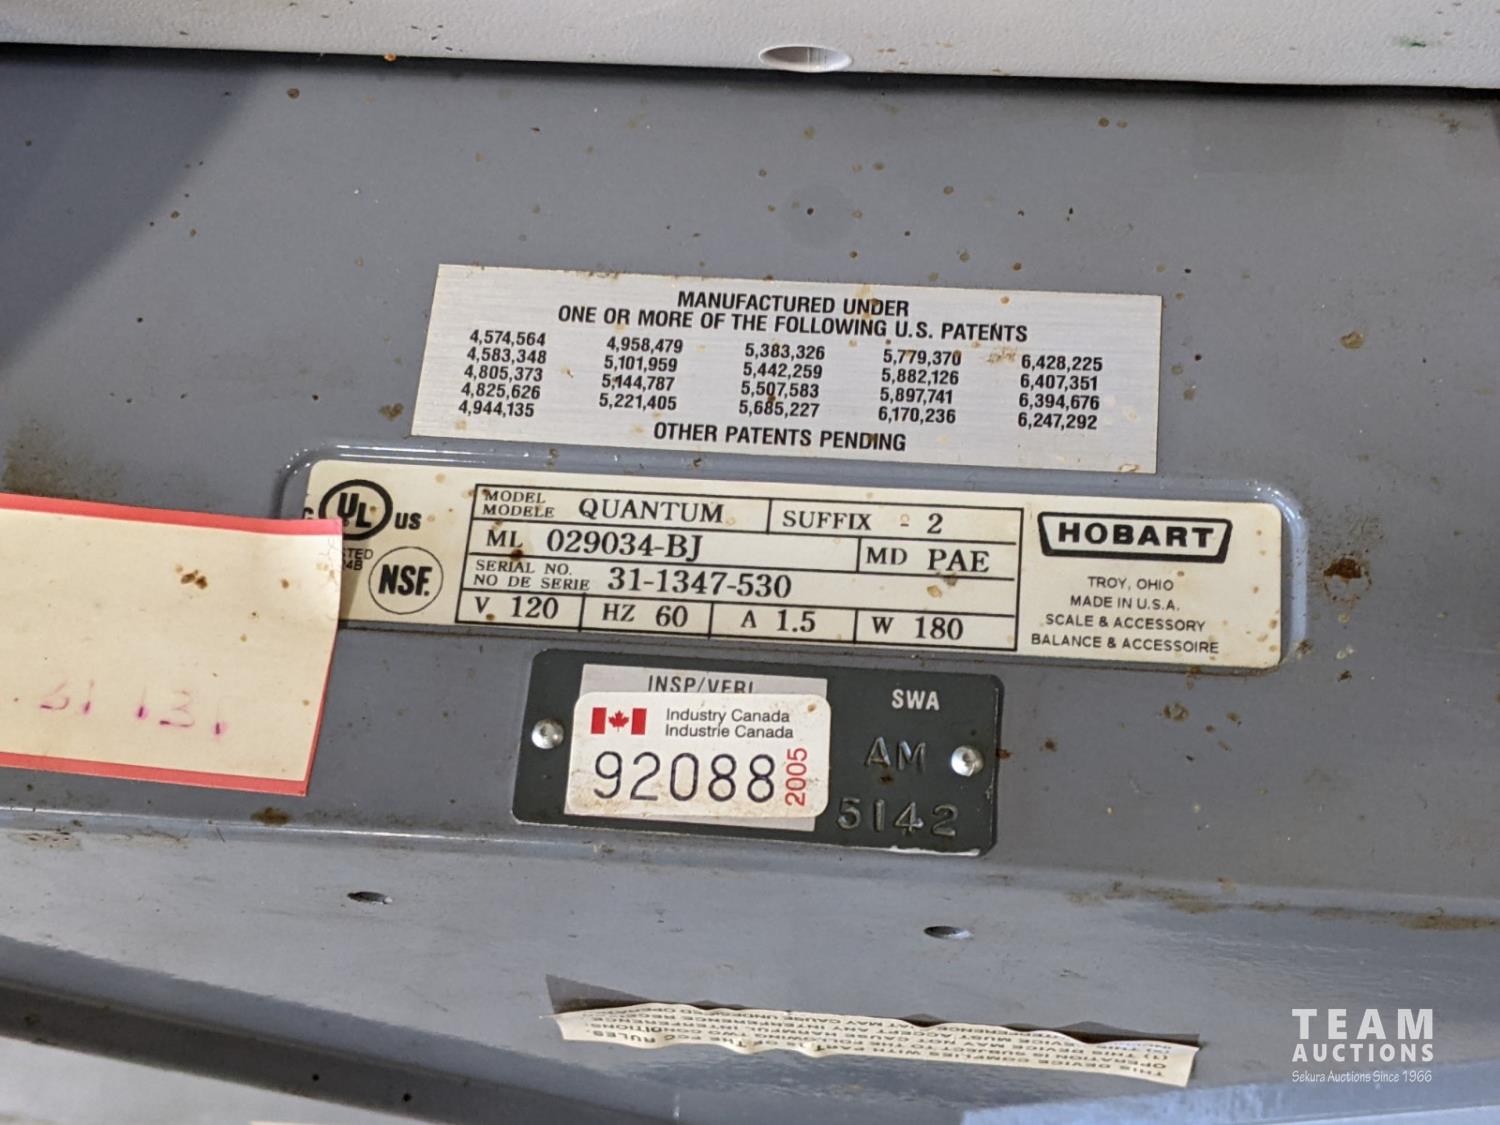 MANUFACTURED UNDER
ONE OR MORE OF THE FOLLOWING U.S. PATENTS
4,574,564 4,958,479 5,383,326 5,779,370 6,428,225
4,583,348 5,101,959 5,442,259 5,882,126 6,407,351
4,805,373 5,144,787 5,507,583 5,897,741 6,394,676
4,825,626 5,221,405 5,685,227 6,170,236 6,247,292
4,944,135
OTHER PATENTS PENDING
UL US
NSF.
MODEL
MODELE QUANTUM SUFFIX - 2
ML 029034-BJ MD PAE
SERIAL NO.
NO DE SERIE 31-1347-530
V 120 HZ 60 A 1.5 W 180
HOBART
TROY, OHIO
MADE IN U.S.A.
SCALE & ACCESSORY
BALANCE & ACCESSOIRE
INSP/VERI
Industry Canada
Industrie Canada
92088 2005
SWA
AM
5142
TEAM
AUCTIONS
Sekura Auctions Since 1966